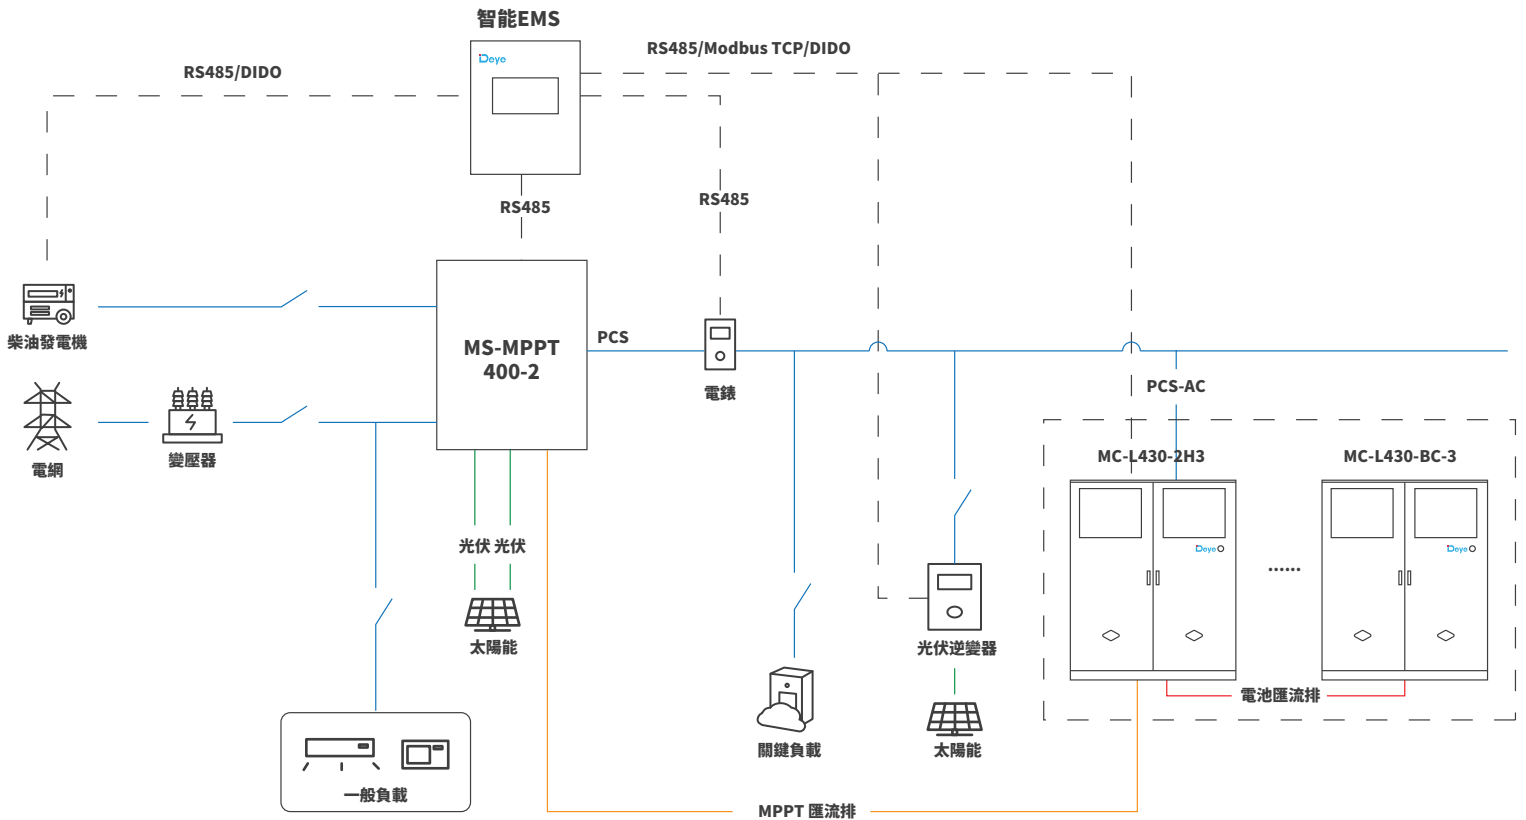 智能EMS
Deye
RS485/Modbus TCP/DIDO
RS485/DIDO
RS485
RS485
柴油發電機
MS-MPPT
400-2
PCS
電錶
PCS-AC
電網
變壓器
MC-L430-2H3
MC-L430-BC-3
光伏 光伏
Deye
Deye
......
太陽能
光伏逆變器
電池匯流排
關鍵負載
太陽能
一般負載
MPPT 匯流排